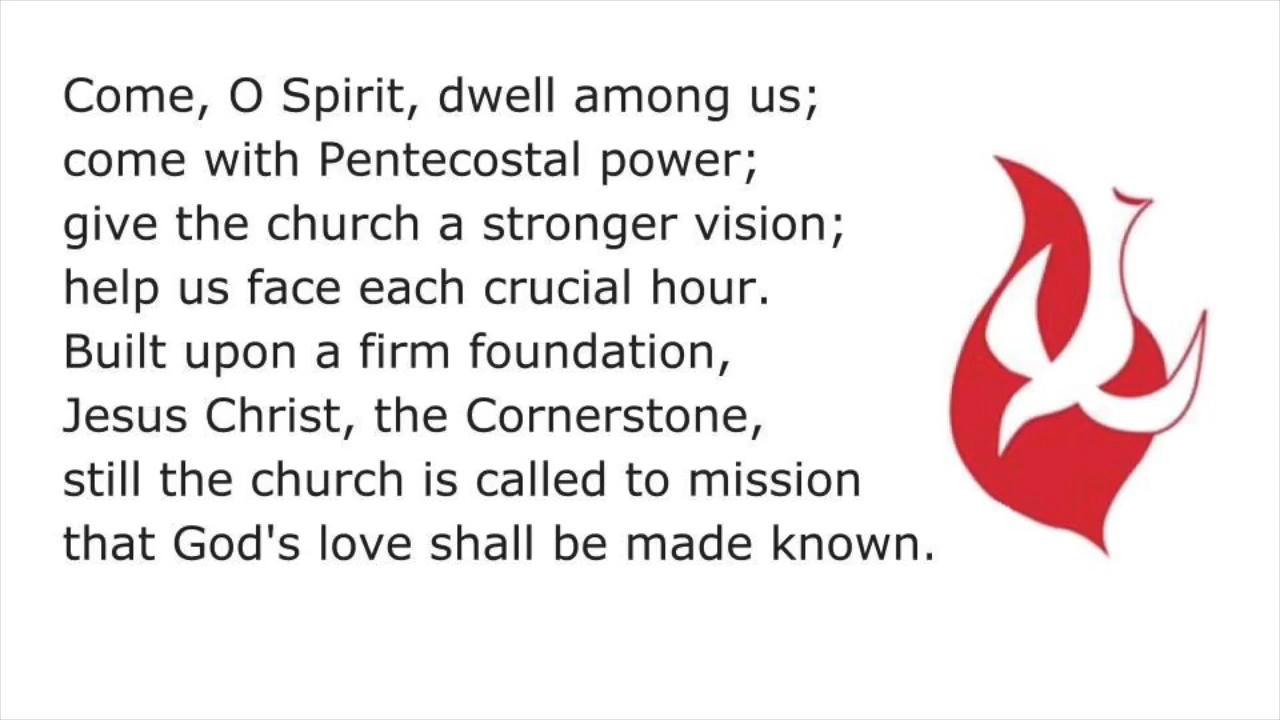 Come, O Spirit, dwell among us;
come with Pentecostal power;
give the church a stronger vision;
help us face each crucial hour.
Built upon a firm foundation,
Jesus Christ, the Cornerstone,
still the church is called to mission
that God's love shall be made known.